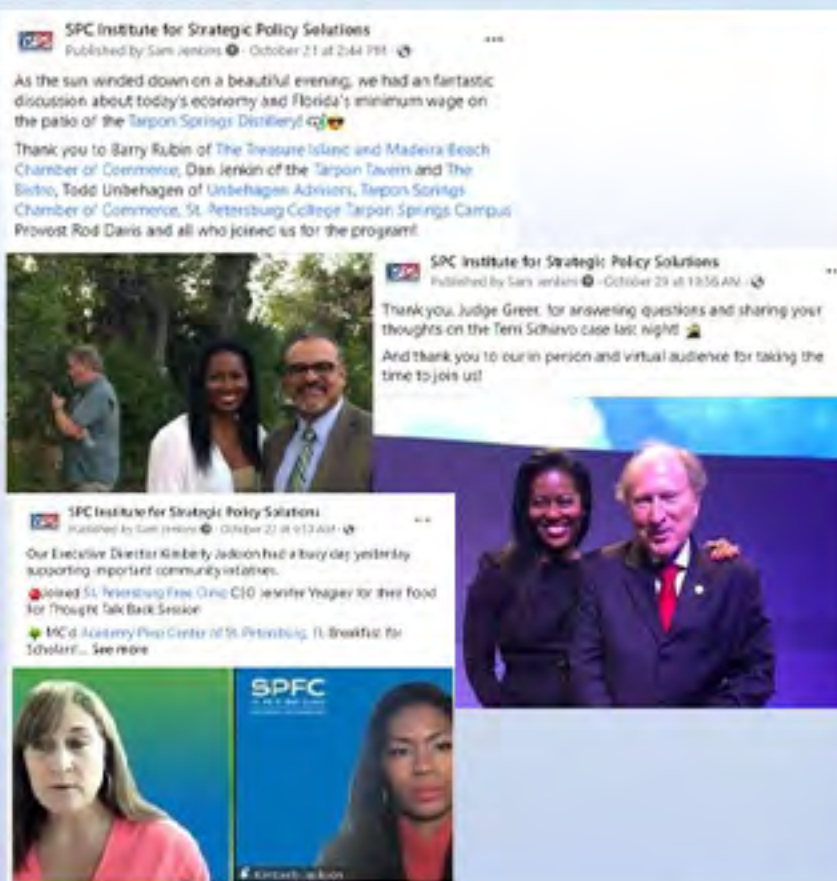 SPC Institute for Strategic Policy Solutions
Published by Sam Jenkins · October 21 at 2:44 PM ·
As the sun winded down on a beautiful evening, we had an fantastic
discussion about today's economy and Florida's minimum wage on
the patio of the Tarpon Springs Distillery!
Thank you to Barry Rubin of The Treasure Island and Madeira Beach
Chamber of Commerce, Dan Jenkin of the Tarpon Tavern and The
Bistro, Todd Unbehagen of Unbehagen Advisors, Tarpon Springs
Chamber of Commerce, St. Petersburg College Tarpon Springs Campus
Provost Rod Davis and all who joined us for the program!
SPC Institute for Strategic Policy Solutions
Published by Sam Jenkins · October 29 at 10:56 AM ·
Thank you, Judge Greer, for answering questions and sharing your
thoughts on the Terri Schiavo case last night!
And thank you to our in person and virtual audience for taking the
time to join us!
SPC Institute for Strategic Policy Solutions
Published by Sam Jenkins · October 22 at 9:13 AM ·
Our Executive Director Kimberly Jackson had a busy day yesterday
supporting important community initiatives.
Joined St. Petersburg Free Clinic CEO Jennifer Yeagley for their Food
for Thought Talk Back Session
MC'd Academy Prep Center of St. Petersburg, FL Breakfast for
Scholars!... See more
SPFC
Kimberly Jackson